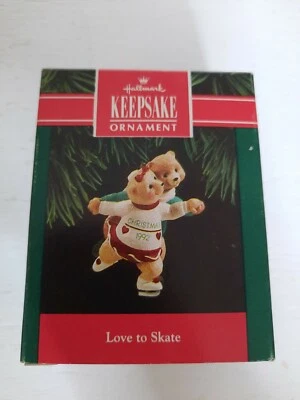 Hallmark
KEEPSAKE
ORNAMENT
CHRISTMAS
1992
Love to Skate